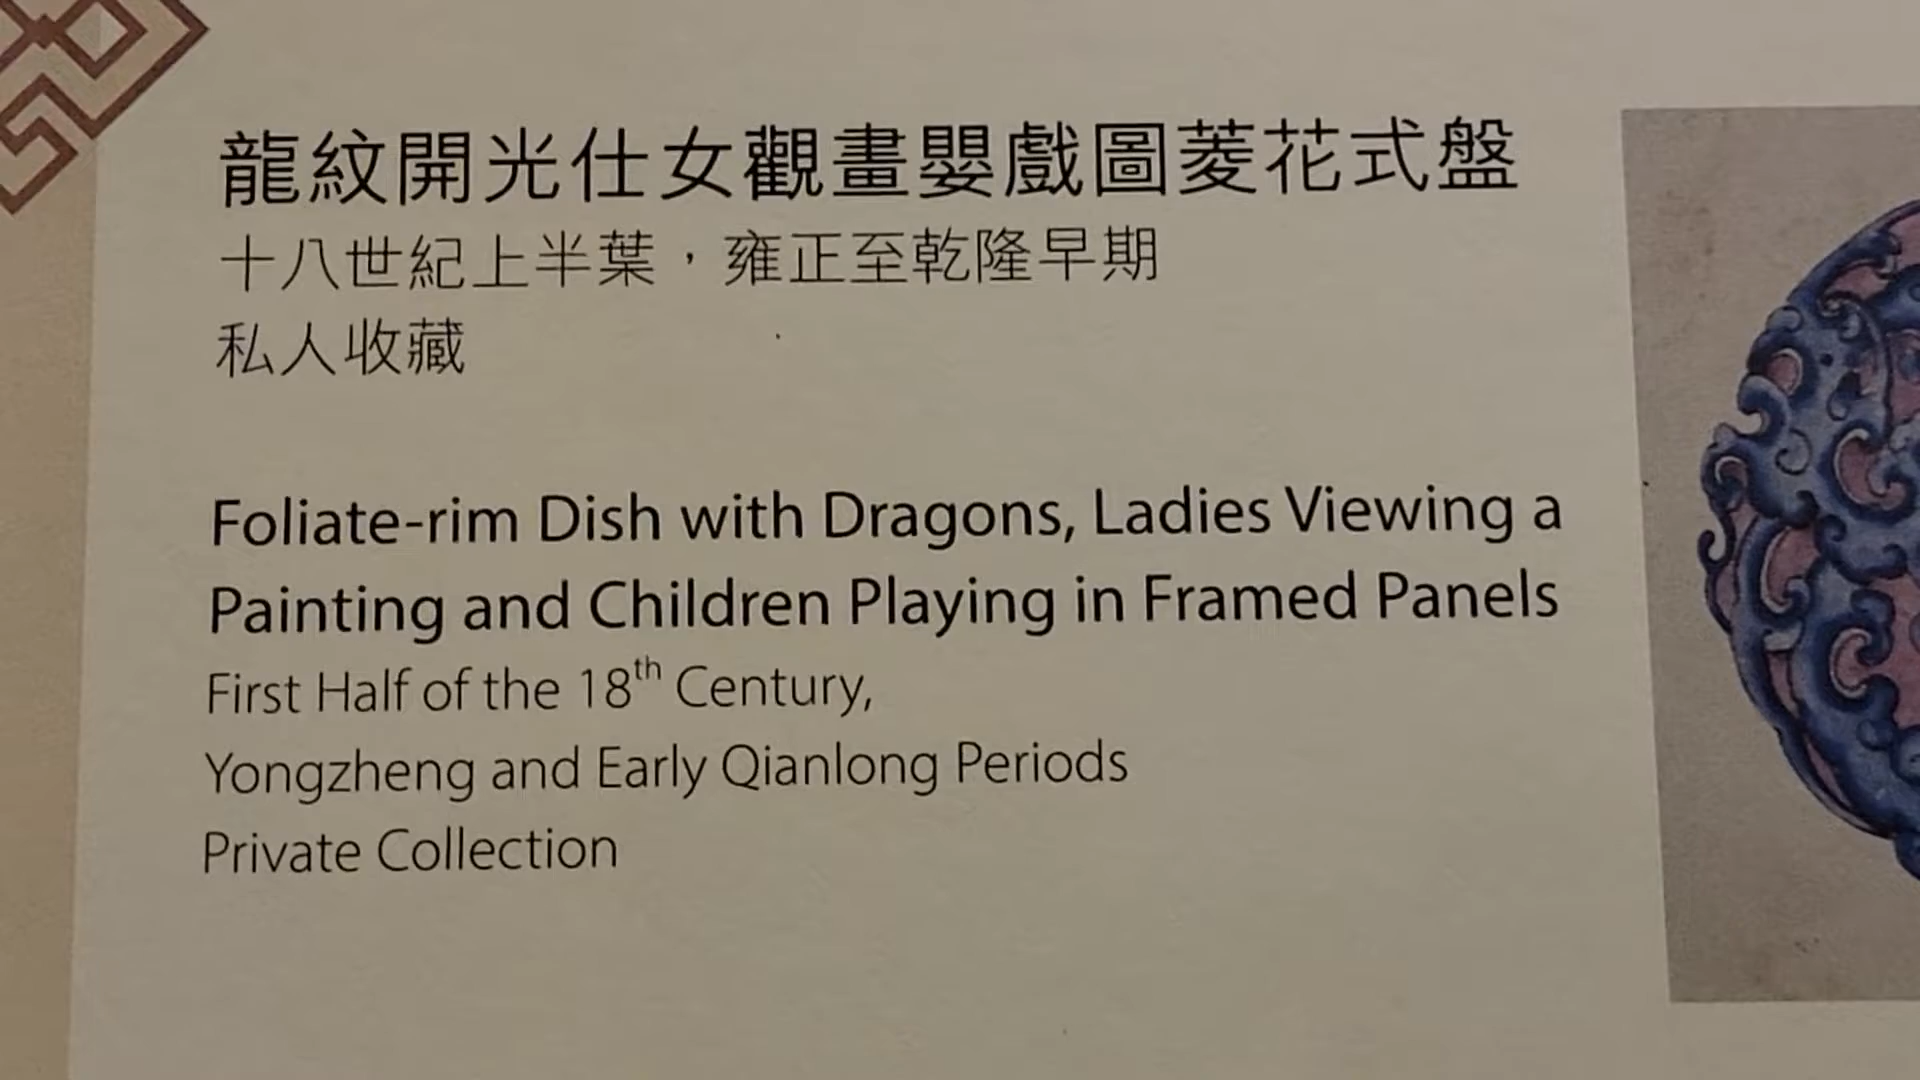 龍紋開光仕女觀畫嬰戲圖菱花式盤
十八世紀上半葉，雍正至乾隆早期
私人收藏
Foliate-rim Dish with Dragons, Ladies Viewing a
Painting and Children Playing in Framed Panels
First Half of the 18th Century,
Yongzheng and Early Qianlong Periods
Private Collection